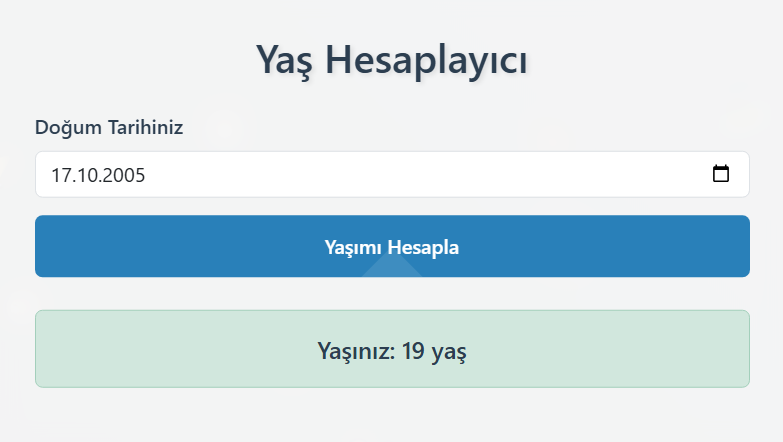 Yaş Hesaplayıcı
Doğum Tarihiniz
17.10.2005
Yaşımı Hesapla
Yaşınız: 19 yaş